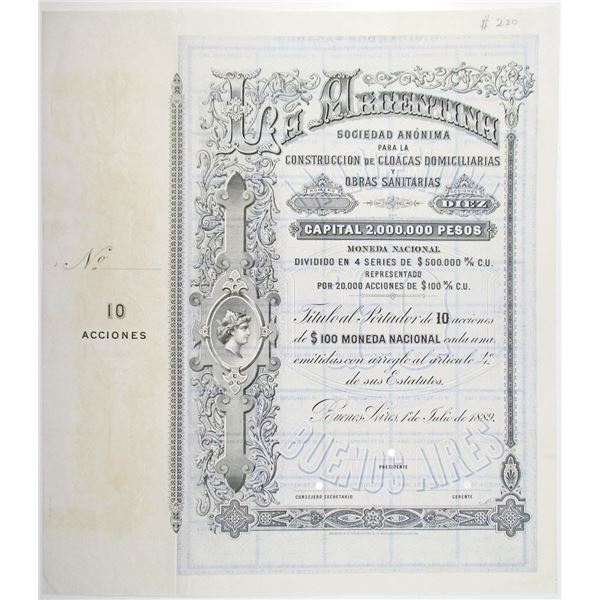 # 220
LA ARGENTINA
SOCIEDAD ANÓNIMA
PARA LA
CONSTRUCCION DE CLOACAS DOMICILIARIAS
Y
OBRAS SANITARIAS
NÚMERO
ACCIONES
DIEZ
CAPITAL 2,000,000 PESOS
MONEDA NACIONAL
DIVIDIDO EN 4 SERIES DE $ 500.000 M/N C.U.
REPRESENTADO
POR 20.000 ACCIONES DE $ 100 M/N C.U.
Nº
10
ACCIONES
Titulo al Portador de 10 acciones
de $ 100 MONEDA NACIONAL cada una
emitidas con arreglo al articulo 4º
de sus Estatutos.
Buenos Aires, 1º de Julio de 1889.
BUENOS AIRES
PRESIDENTE
CONSEJERO SECRETARIO
GERENTE